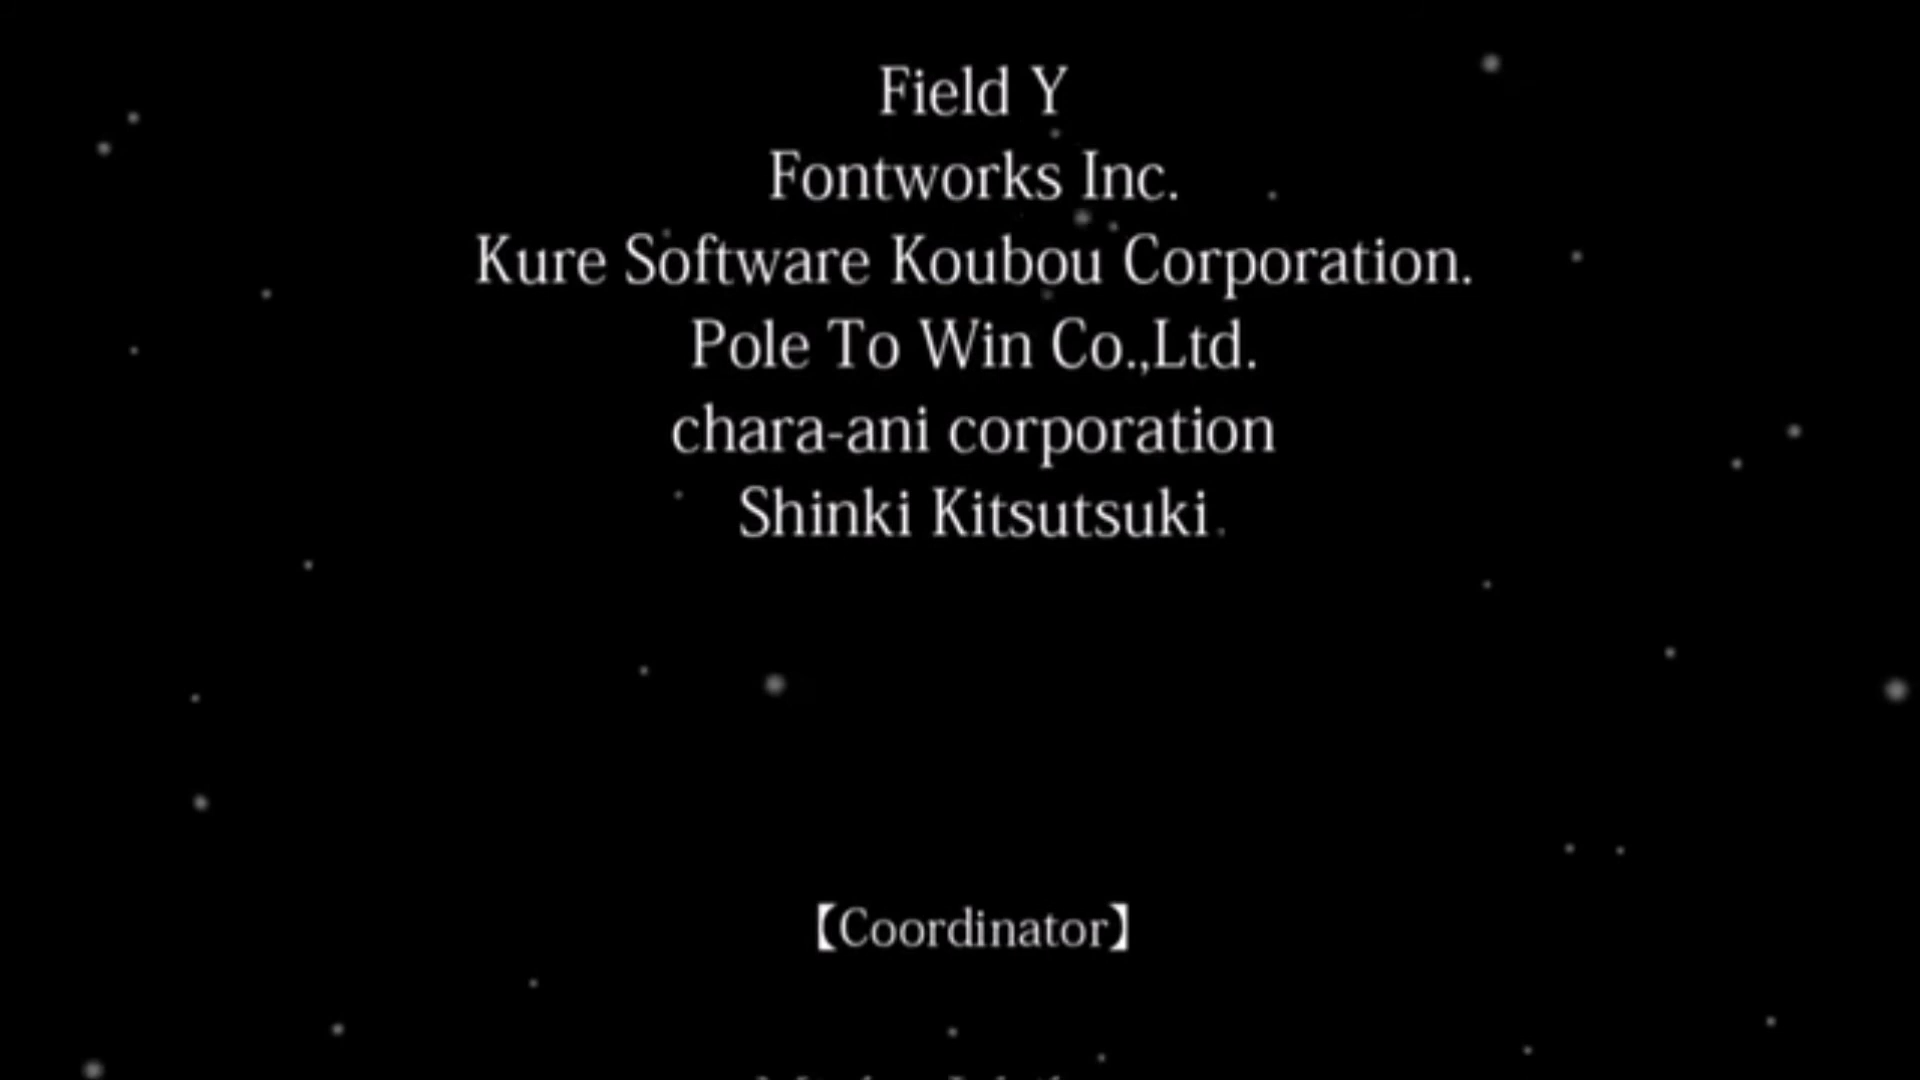 Field Y
Fontworks Inc.
Kure Software Koubou Corporation.
Pole To Win Co.,Ltd.
chara-ani corporation
Shinki Kitsutsuki
【Coordinator】